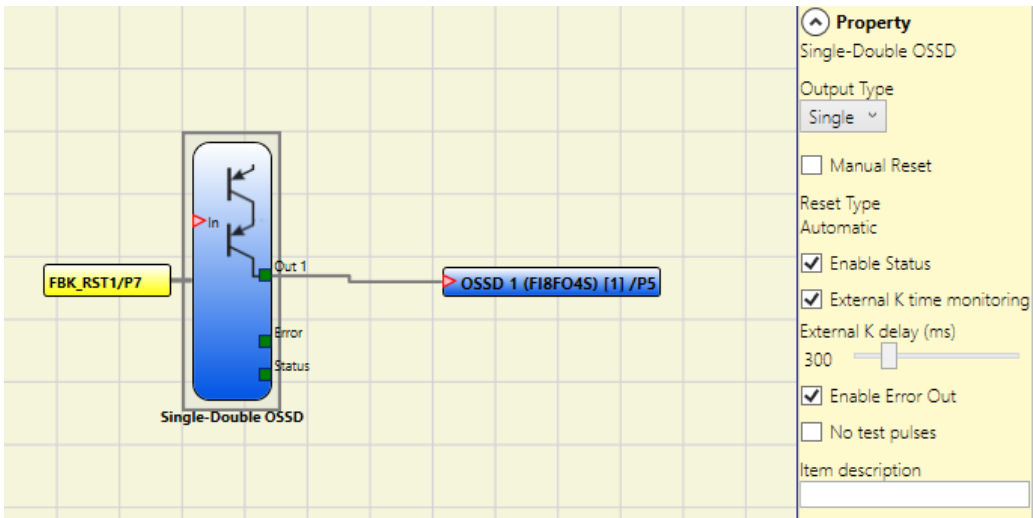 In
FBK_RST1/P7
Out 1
OSSD 1 (FI8FO4S) [1] /P5
Error
Status
Single-Double OSSD
Property
Single-Double OSSD
Output Type
Single
Manual Reset
Reset Type
Automatic
Enable Status
External K time monitoring
External K delay (ms)
300
Enable Error Out
No test pulses
Item description